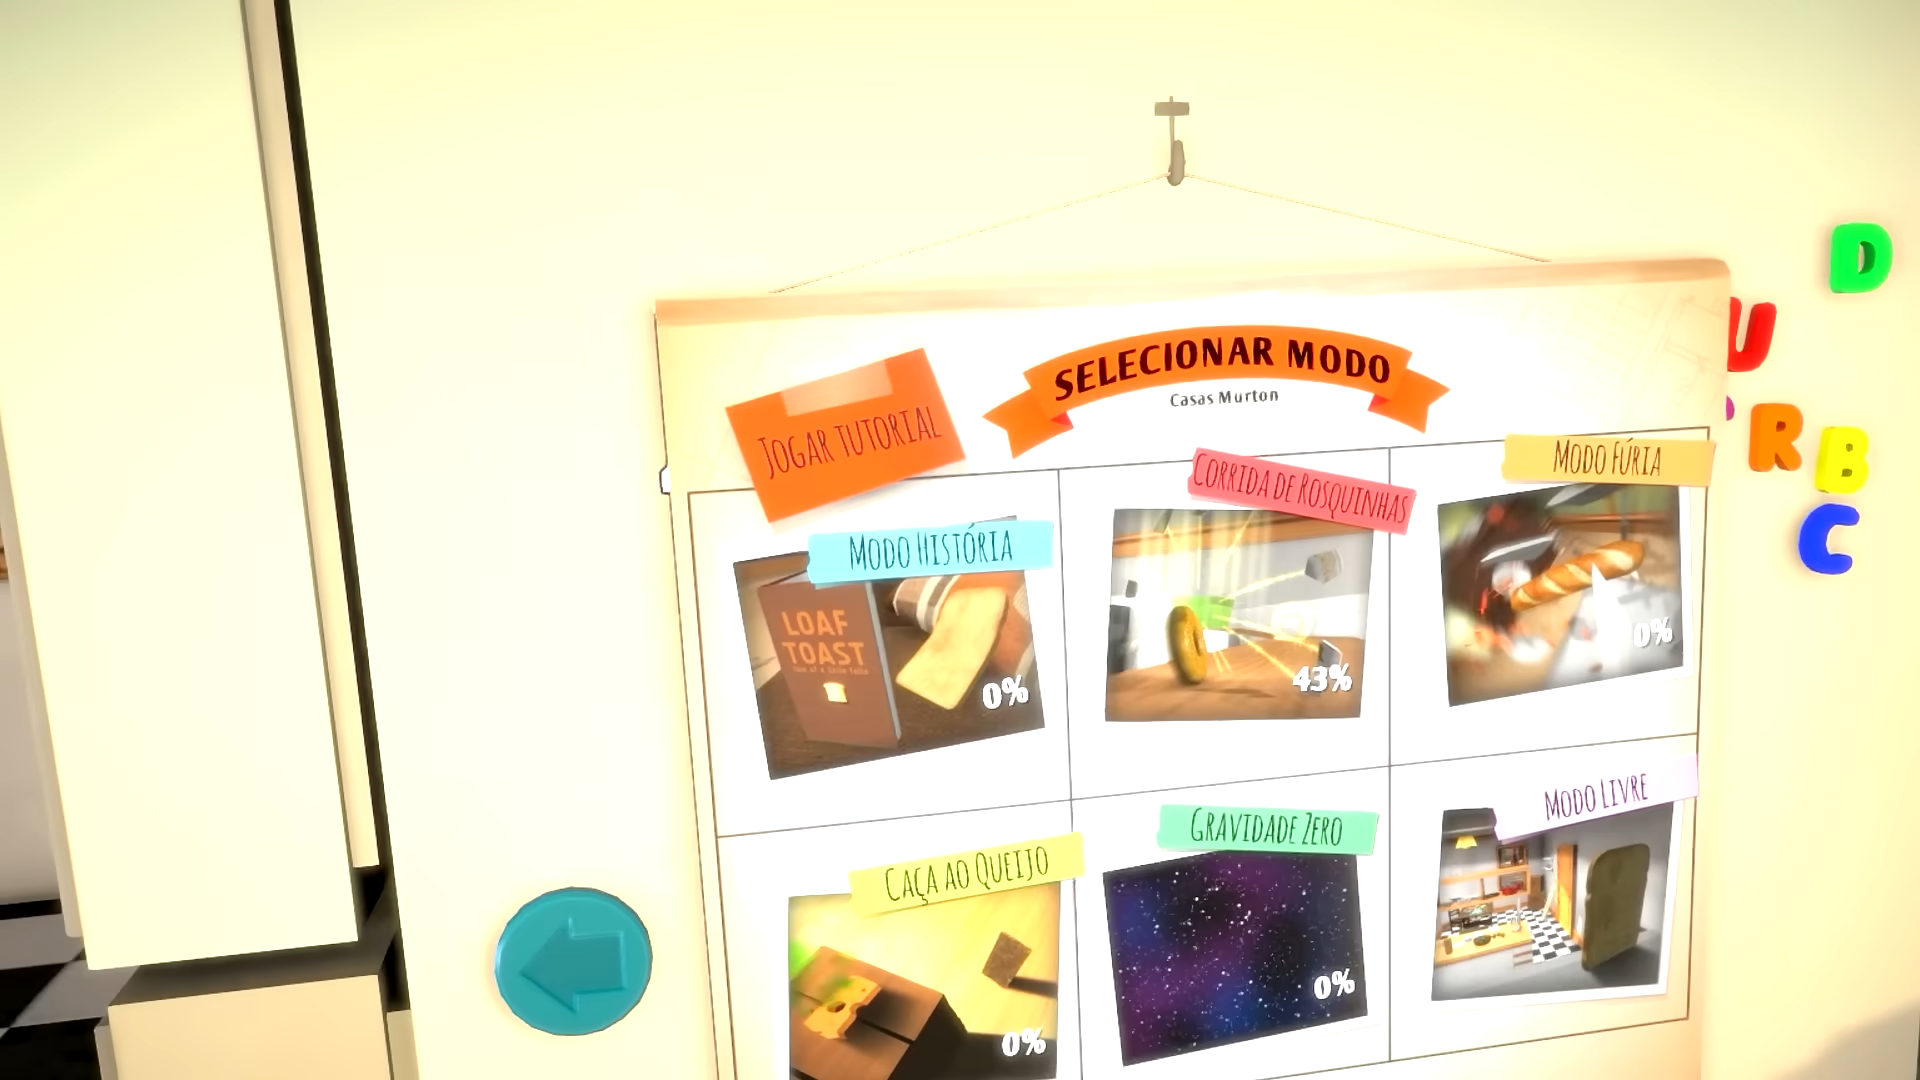 D
U
R
B
C
SELECIONAR MODO
Casas Murton
JOGAR TUTORIAL
MODO HISTÓRIA
LOAF
TOAST
0%
CORRIDA DE ROSQUINHAS
43%
MODO FÚRIA
0%
CAÇA AO QUEIJO
0%
GRAVIDADE ZERO
0%
MODO LIVRE